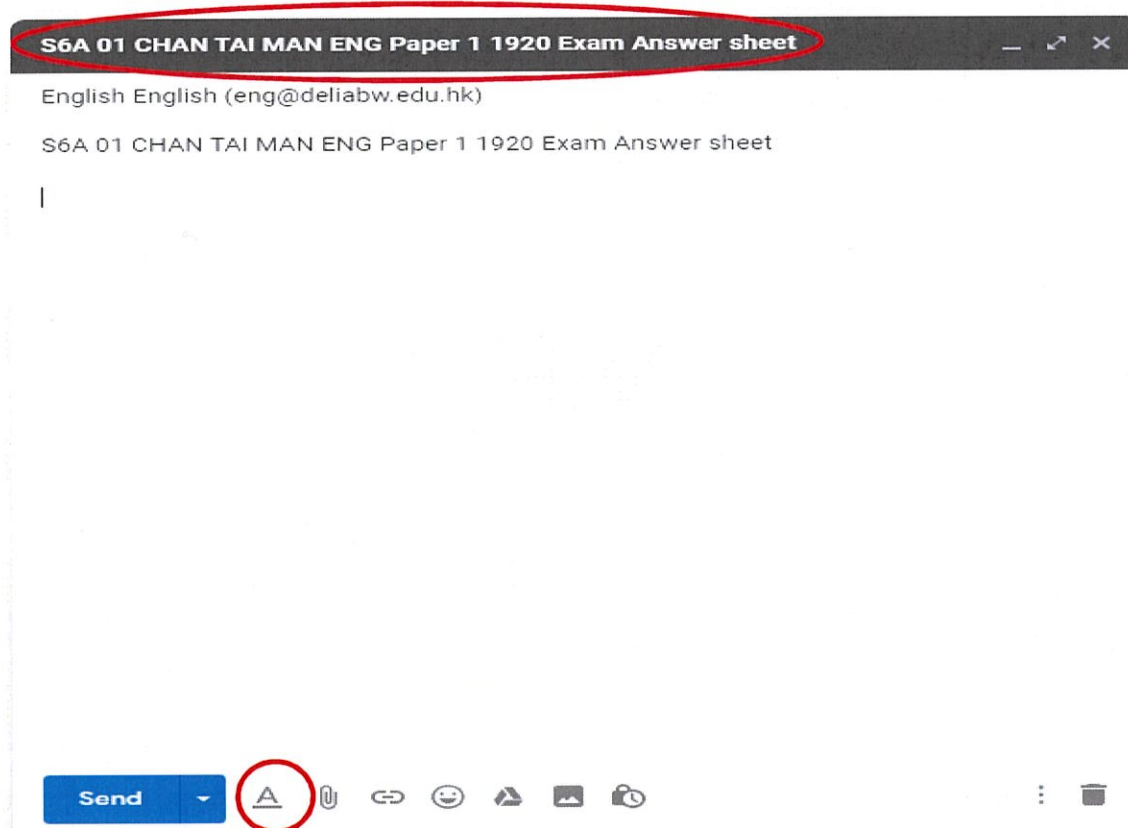 S6A 01 CHAN TAI MAN ENG Paper 1 1920 Exam Answer sheet
English English (eng@deliabw.edu.hk)
S6A 01 CHAN TAI MAN ENG Paper 1 1920 Exam Answer sheet
Send